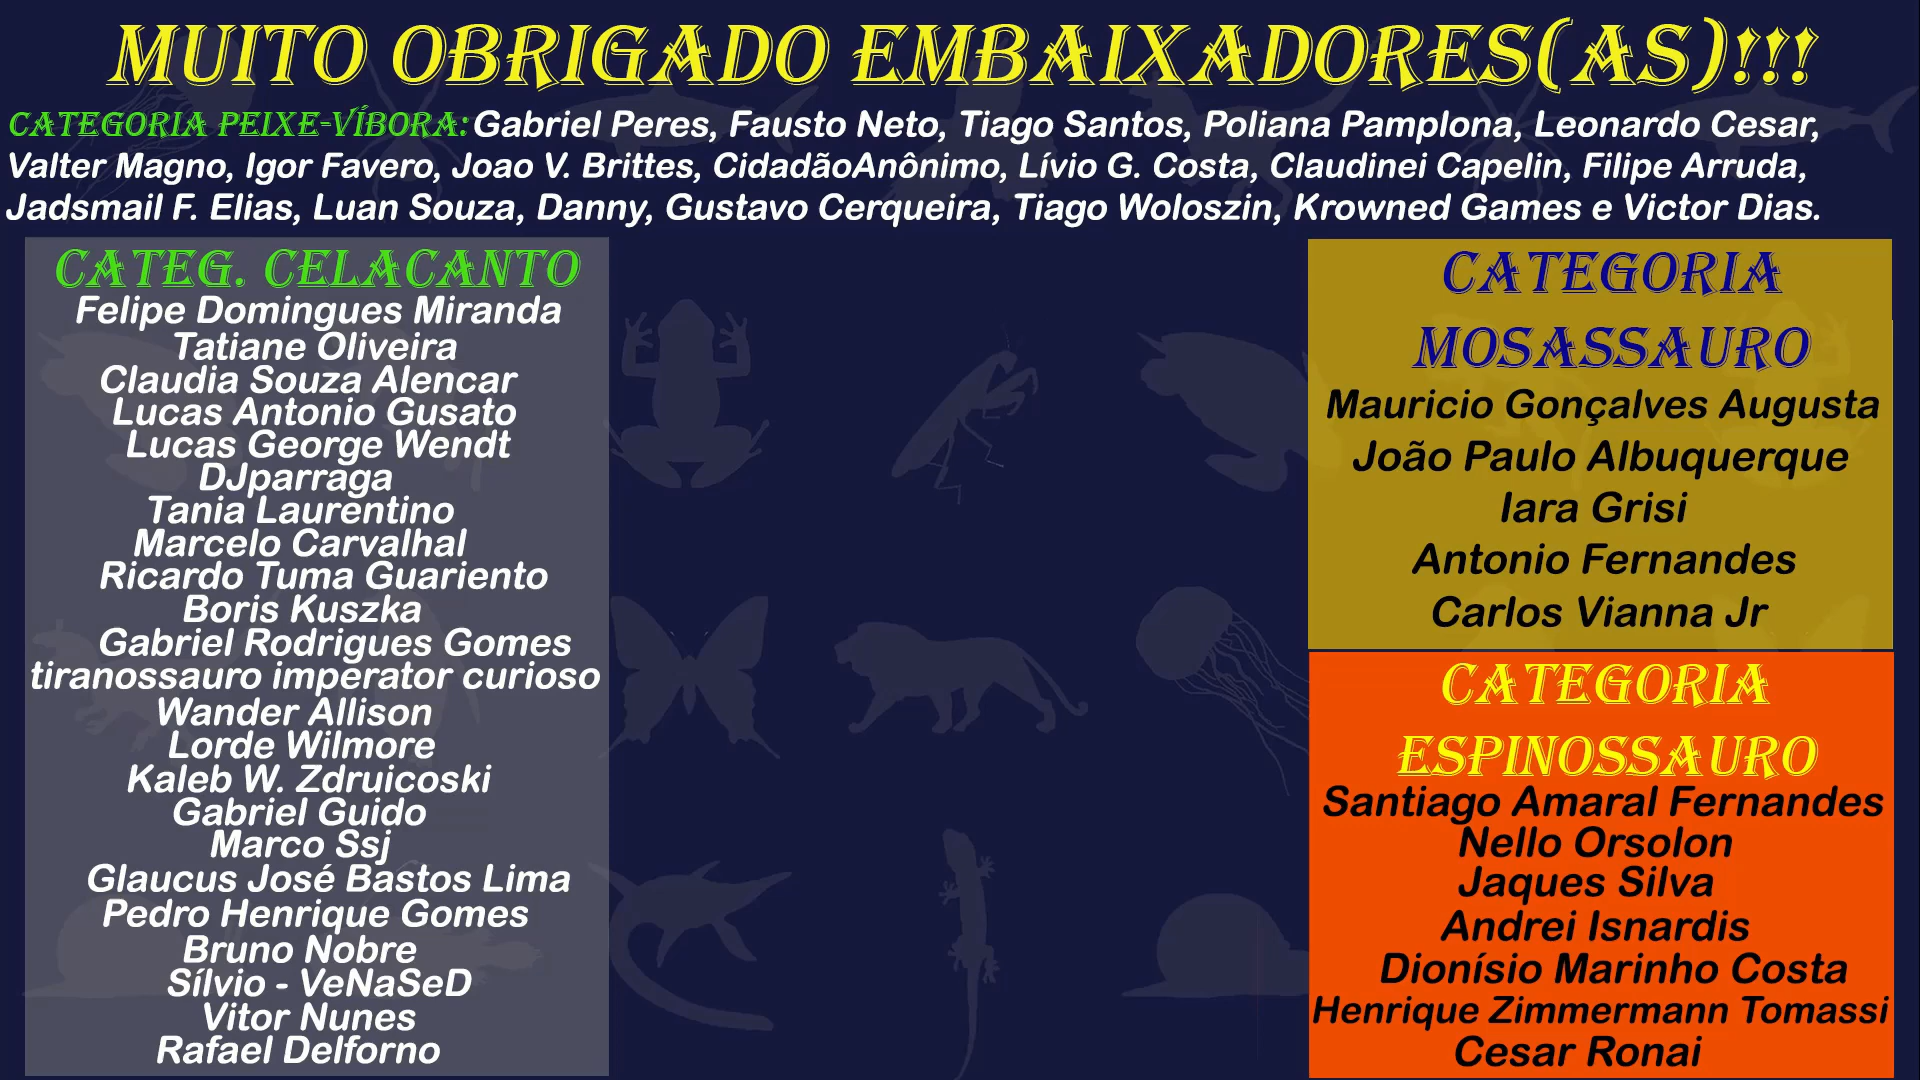 MUITO OBRIGADO EMBAIXADORES(AS)!!!
CATEGORIA PEIXE-VÍBORA: Gabriel Peres, Fausto Neto, Tiago Santos, Poliana Pamplona, Leonardo Cesar,
Valter Magno, Igor Favero, Joao V. Brittes, CidadãoAnônimo, Lívio G. Costa, Claudinei Capelin, Filipe Arruda,
Jadsmail F. Elias, Luan Souza, Danny, Gustavo Cerqueira, Tiago Woloszin, Krowned Games e Victor Dias.
CATEG. CELACANTO
Felipe Domingues Miranda
Tatiane Oliveira
Claudia Souza Alencar
Lucas Antonio Gusato
Lucas George Wendt
DJparraga
Tania Laurentino
Marcelo Carvalhal
Ricardo Tuma Guariento
Boris Kuszka
Gabriel Rodrigues Gomes
tiranossauro imperator curioso
Wander Allison
Lorde Wilmore
Kaleb W. Zdruicoski
Gabriel Guido
Marco Ssj
Glaucus José Bastos Lima
Pedro Henrique Gomes
Bruno Nobre
Sílvio - VeNaSeD
Vitor Nunes
Rafael Delforno
CATEGORIA
MOSASSAURO
Mauricio Gonçalves Augusta
João Paulo Albuquerque
Iara Grisi
Antonio Fernandes
Carlos Vianna Jr
CATEGORIA
ESPINOSSAURO
Santiago Amaral Fernandes
Nello Orsolon
Jaques Silva
Andrei Isnardis
Dionísio Marinho Costa
Henrique Zimmermann Tomassi
Cesar Ronai